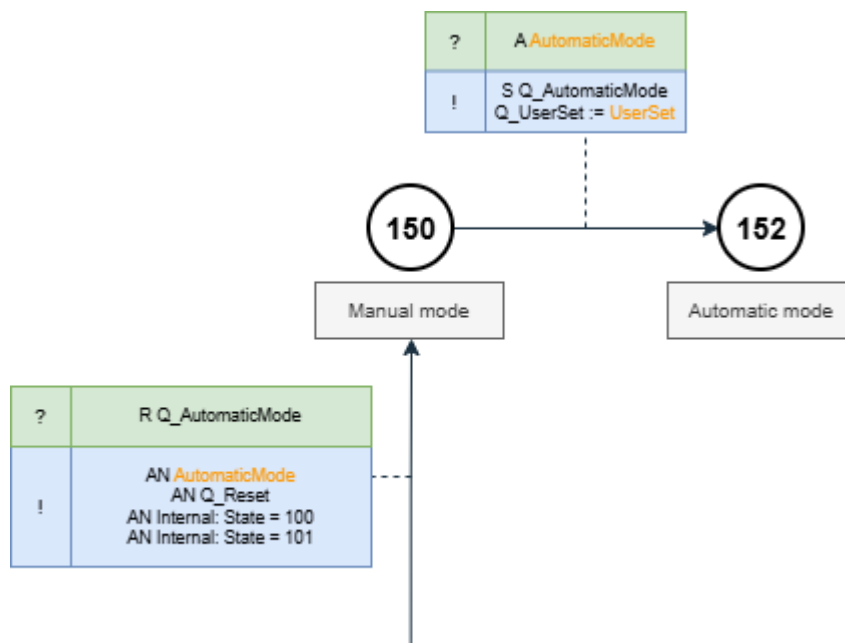 ? A AutomaticMode
! S Q_AutomaticMode
Q_UserSet := UserSet
150 152
Manual mode Automatic mode
? R Q_AutomaticMode
! AN AutomaticMode
AN Q_Reset
AN Internal: State = 100
AN Internal: State = 101